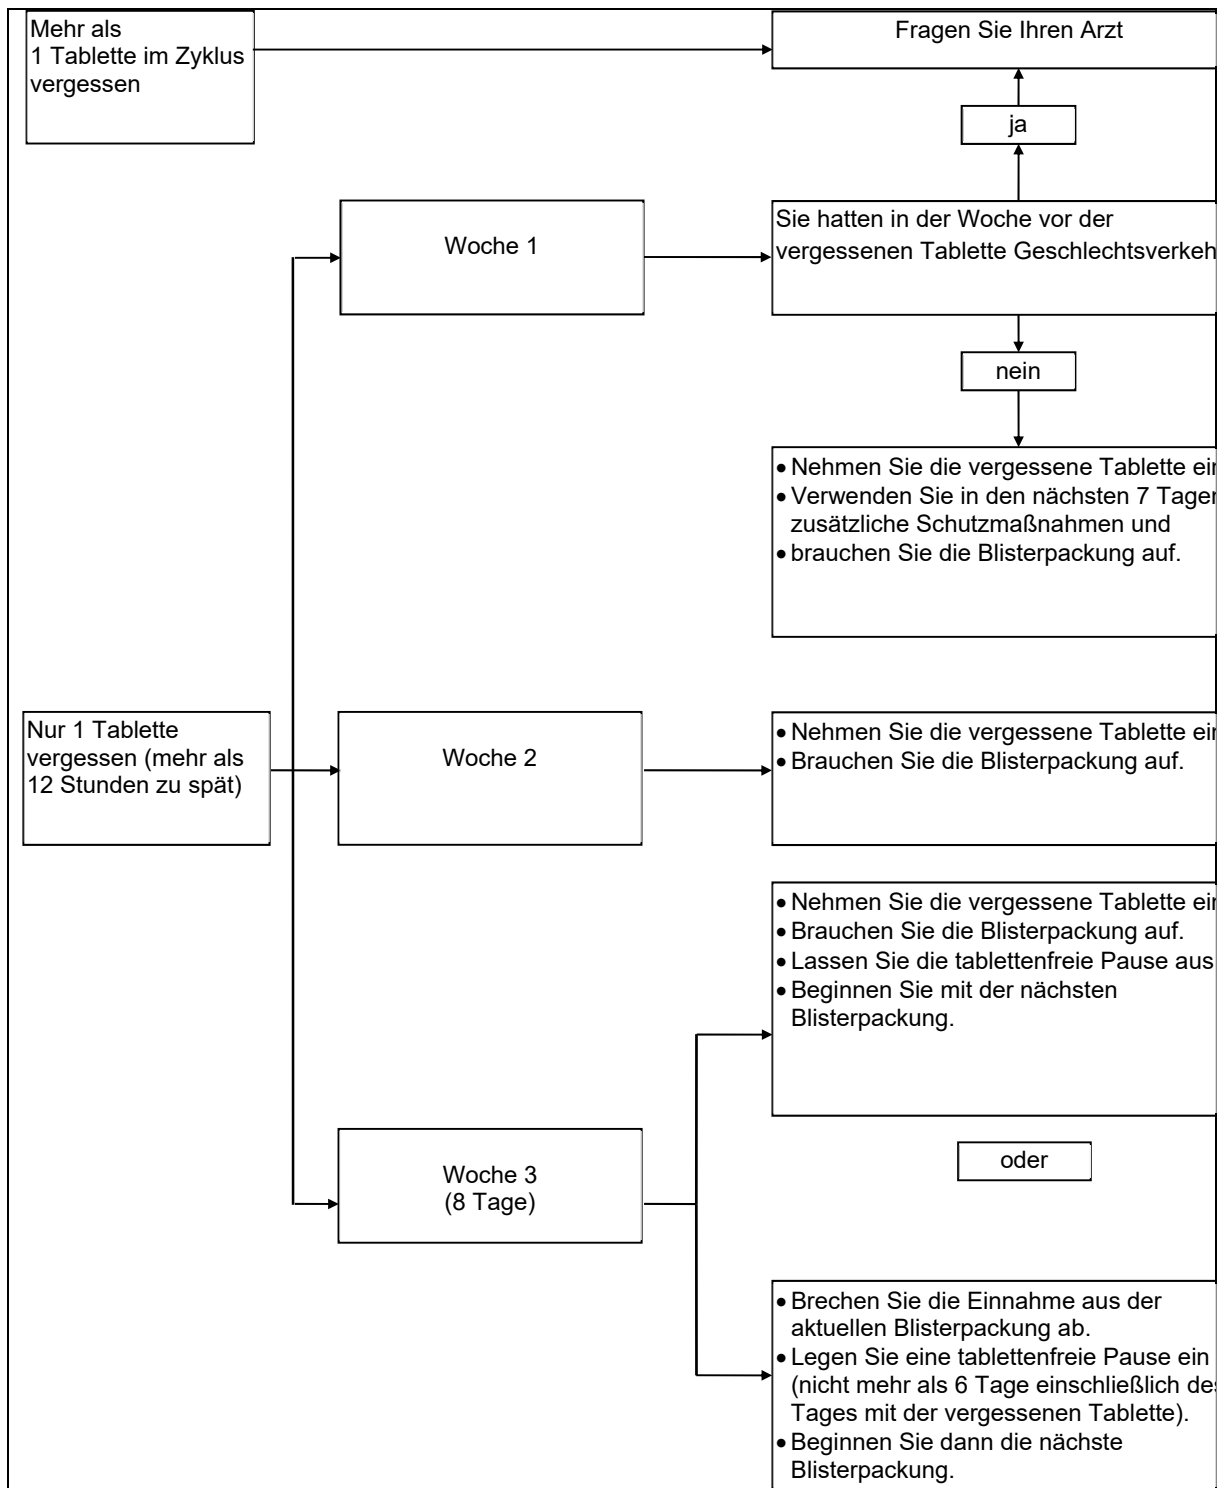 Mehr als
1 Tablette im Zyklus
vergessen
Fragen Sie Ihren Arzt
ja
Woche 1
Sie hatten in der Woche vor der
vergessenen Tablette Geschlechtsverkeh
nein
• Nehmen Sie die vergessene Tablette ein
• Verwenden Sie in den nächsten 7 Tagen
zusätzliche Schutzmaßnahmen und
• brauchen Sie die Blisterpackung auf.
Nur 1 Tablette
vergessen (mehr als
12 Stunden zu spät)
Woche 2
• Nehmen Sie die vergessene Tablette ein
• Brauchen Sie die Blisterpackung auf.
• Nehmen Sie die vergessene Tablette ein
• Brauchen Sie die Blisterpackung auf.
• Lassen Sie die tablettenfreie Pause aus
• Beginnen Sie mit der nächsten
Blisterpackung.
Woche 3
(8 Tage)
oder
• Brechen Sie die Einnahme aus der
aktuellen Blisterpackung ab.
• Legen Sie eine tablettenfreie Pause ein
(nicht mehr als 6 Tage einschließlich des
Tages mit der vergessenen Tablette).
• Beginnen Sie dann die nächste
Blisterpackung.